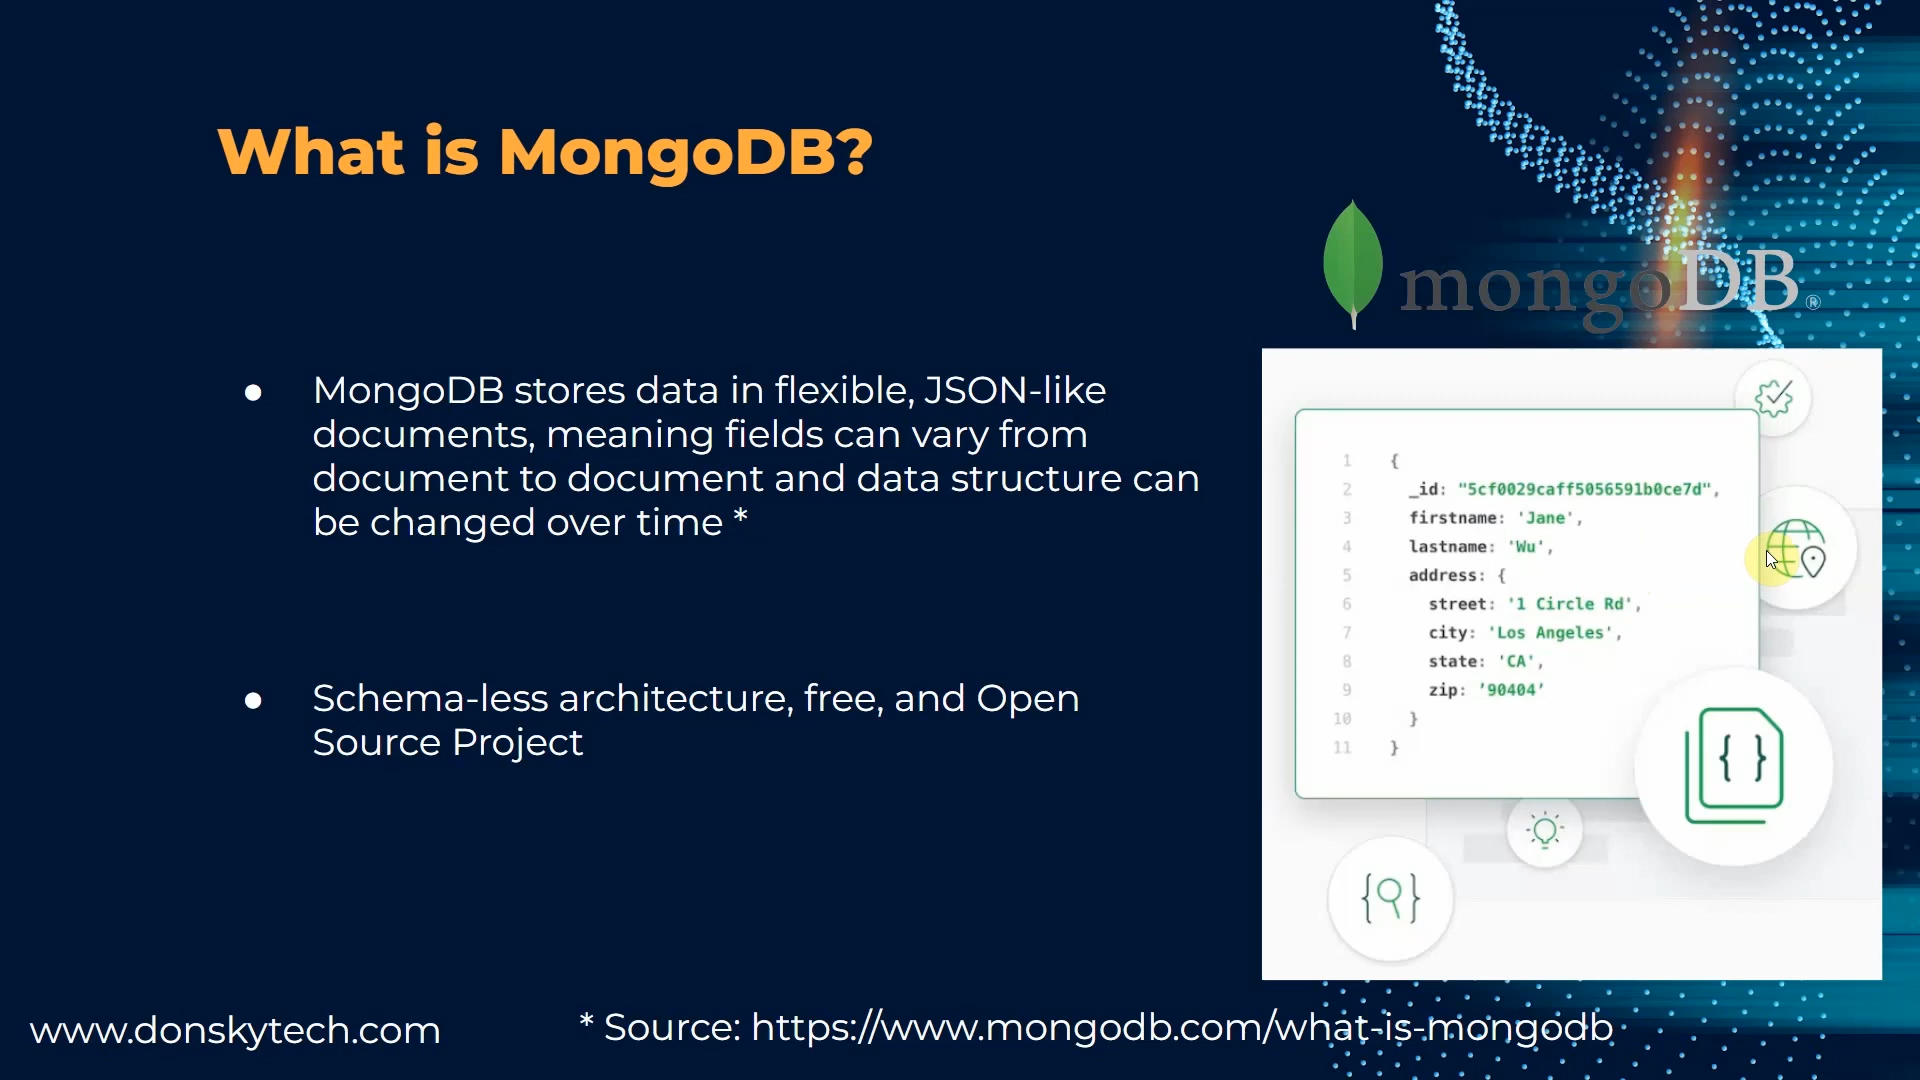 What is MongoDB?
mongoDB®
● MongoDB stores data in flexible, JSON-like
documents, meaning fields can vary from
document to document and data structure can
be changed over time *
● Schema-less architecture, free, and Open
Source Project
1 {
2 _id: "5cf0029caff5056591b0ce7d",
3 firstname: 'Jane',
4 lastname: 'Wu',
5 address: {
6 street: '1 Circle Rd',
7 city: 'Los Angeles',
8 state: 'CA',
9 zip: ’90404’
10 }
11 }
{ }
{ }
www.donskytech.com
* Source: https://www.mongodb.com/what-is-mongodb